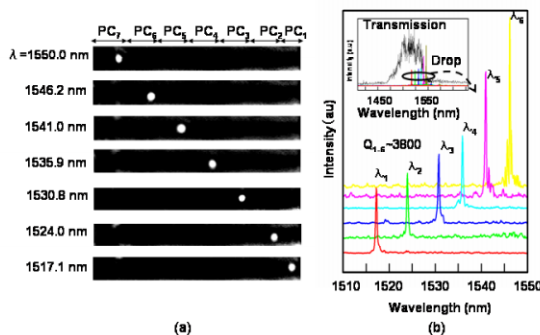 PC₇ PC₆ PC₅ PC₄ PC₃ PC₂ PC₁
λ=1550.0 nm
1546.2 nm
1541.0 nm
1535.9 nm
1530.8 nm
1524.0 nm
1517.1 nm
(a)
Transmission
Drop
Intensity (a.u)
1450 1550
Wavelength (nm)
Q₁₋₆~3800
λ₁
λ₂
λ₃
λ₄
λ₅
λ₆
Intensity (au)
1510 1520 1530 1540 1550
Wavelength (nm)
(b)